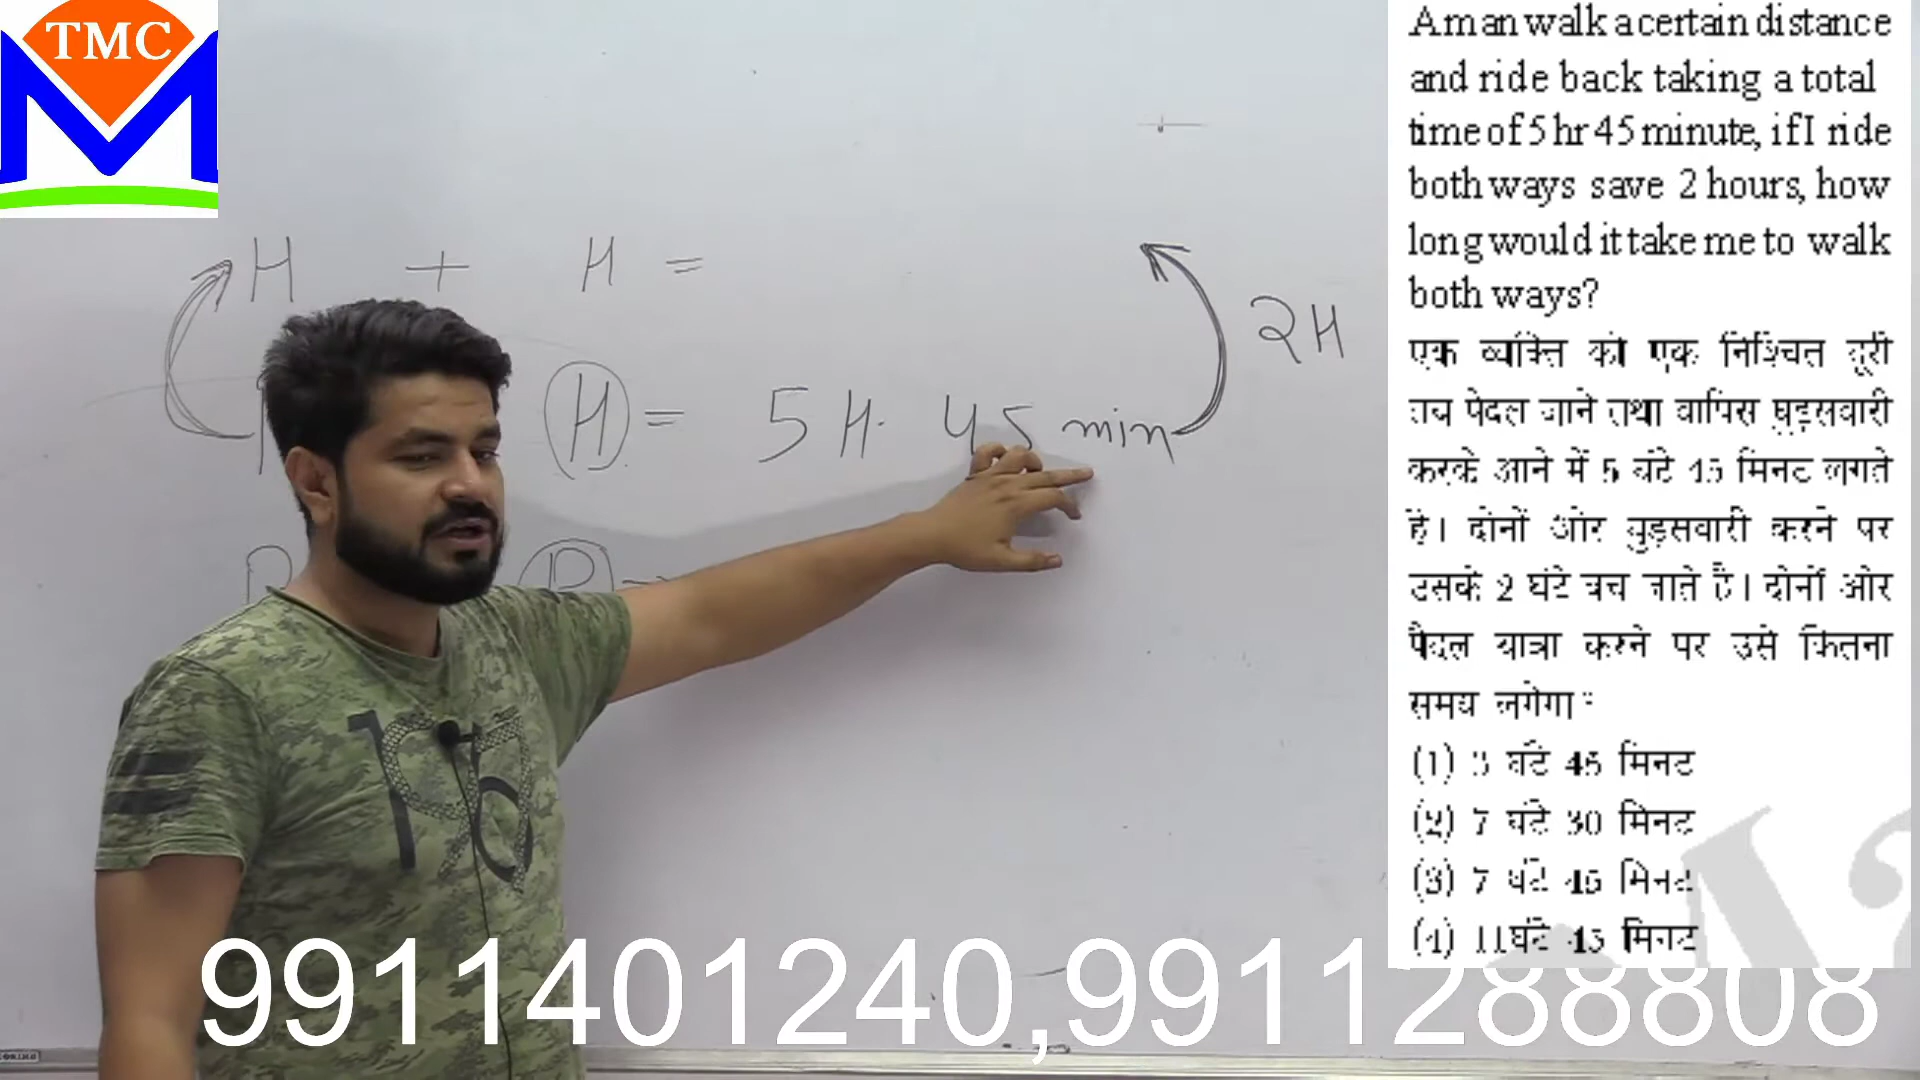 TMC
H + H =
H = 5 H. 45 min
2H
A man walk a certain distance
and ride back taking a total
time of 5 hr 45 minute, if I ride
both ways save 2 hours, how
long would it take me to walk
both ways?
एक व्यक्ति को एक निश्चित दूरी
तक पैदल जाने तथा वापिस घुड़सवारी
करके आने में 5 घंटे 45 मिनट लगते
है। दोनों ओर घुड़सवारी करने पर
उसके 2 घंटे बच जाते है। दोनों ओर
पैदल यात्रा करने पर उसे कितना
समय लगेगा
(1) 3 घंटे 45 मिनट
(2) 7 घंटे 30 मिनट
(3) 7 घंटे 45 मिनट
(4) 11घंटे 45 मिनट
9911401240,9911288808